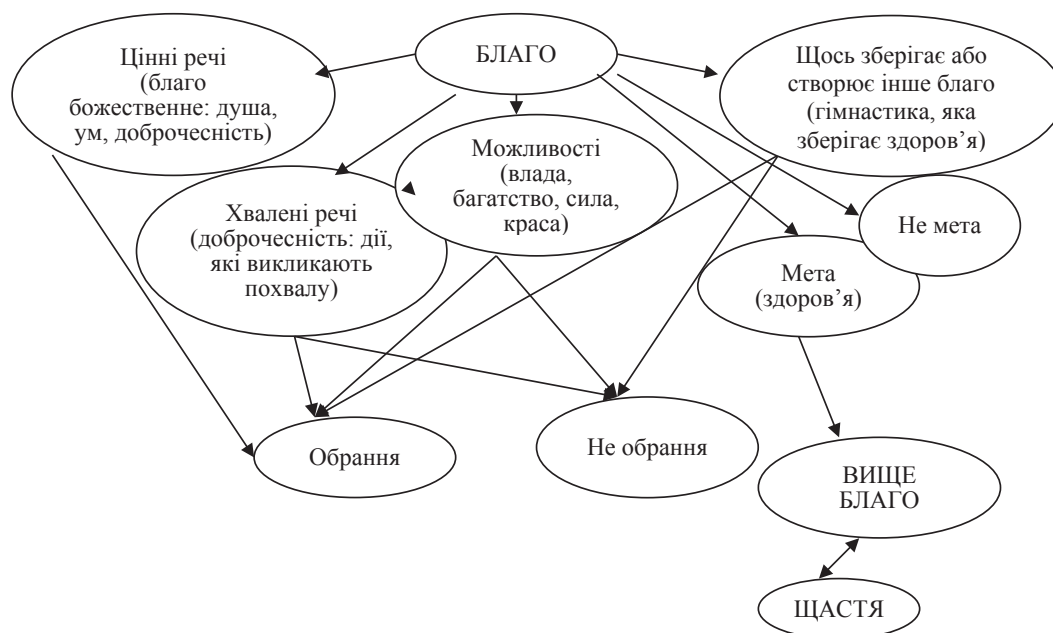 Цінні речі
(благо
божественне: душа,
ум, доброчесність)
БЛАГО
Щось зберігає або
створює інше благо
(гімнастика, яка
зберігає здоров’я)
Можливості
(влада,
багатство, сила,
краса)
Хвалені речі
(доброчесність: дії,
які викликають
похвалу)
Не мета
Мета
(здоров’я)
Обрання
Не обрання
ВИЩЕ
БЛАГО
ЩАСТЯ